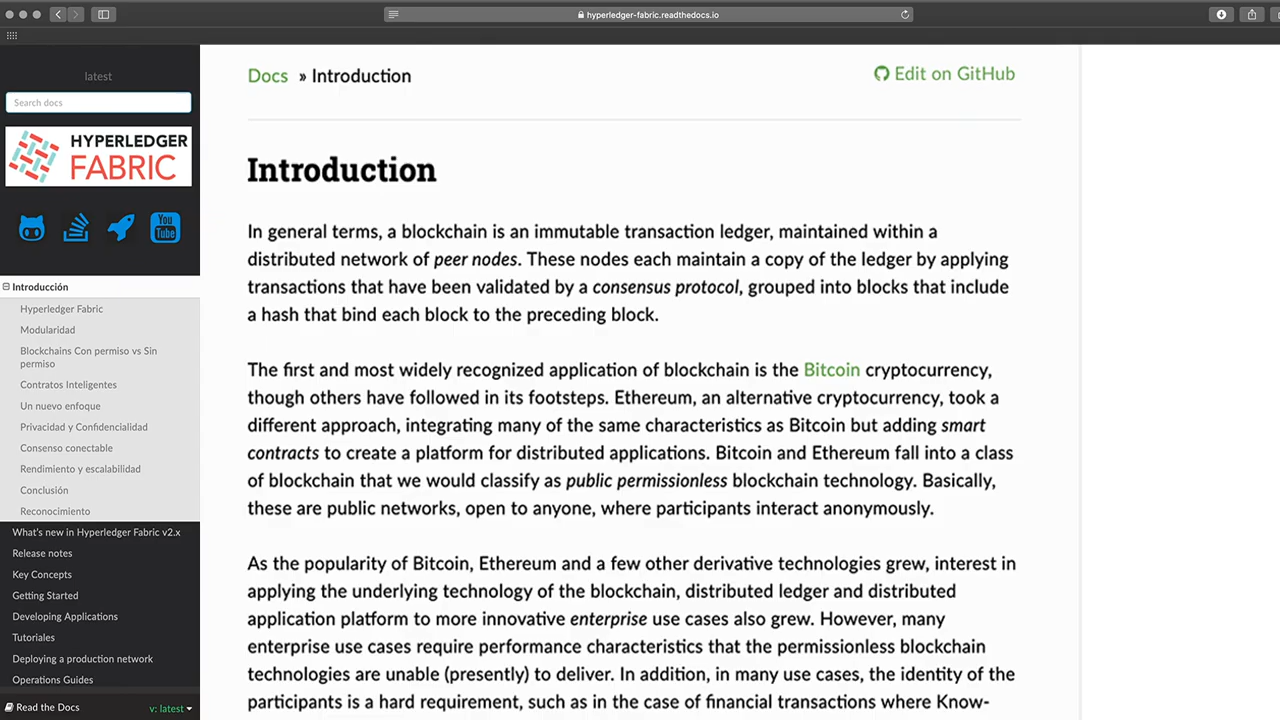 hyperledger-fabric.readthedocs.io
latest
Search docs
HYPERLEDGER
FABRIC
You
Tube
Introducción
Hyperledger Fabric
Modularidad
Blockchains Con permiso vs Sin
permiso
Contratos Inteligentes
Un nuevo enfoque
Privacidad y Confidencialidad
Consenso conectable
Rendimiento y escalabilidad
Conclusión
Reconocimiento
What's new in Hyperledger Fabric v2.x
Release notes
Key Concepts
Getting Started
Developing Applications
Tutoriales
Deploying a production network
Operations Guides
Read the Docs
v: latest
Docs » Introduction
Edit on GitHub
Introduction
In general terms, a blockchain is an immutable transaction ledger, maintained within a
distributed network of peer nodes. These nodes each maintain a copy of the ledger by applying
transactions that have been validated by a consensus protocol, grouped into blocks that include
a hash that bind each block to the preceding block.
The first and most widely recognized application of blockchain is the Bitcoin cryptocurrency,
though others have followed in its footsteps. Ethereum, an alternative cryptocurrency, took a
different approach, integrating many of the same characteristics as Bitcoin but adding smart
contracts to create a platform for distributed applications. Bitcoin and Ethereum fall into a class
of blockchain that we would classify as public permissionless blockchain technology. Basically,
these are public networks, open to anyone, where participants interact anonymously.
As the popularity of Bitcoin, Ethereum and a few other derivative technologies grew, interest in
applying the underlying technology of the blockchain, distributed ledger and distributed
application platform to more innovative enterprise use cases also grew. However, many
enterprise use cases require performance characteristics that the permissionless blockchain
technologies are unable (presently) to deliver. In addition, in many use cases, the identity of the
participants is a hard requirement, such as in the case of financial transactions where Know-